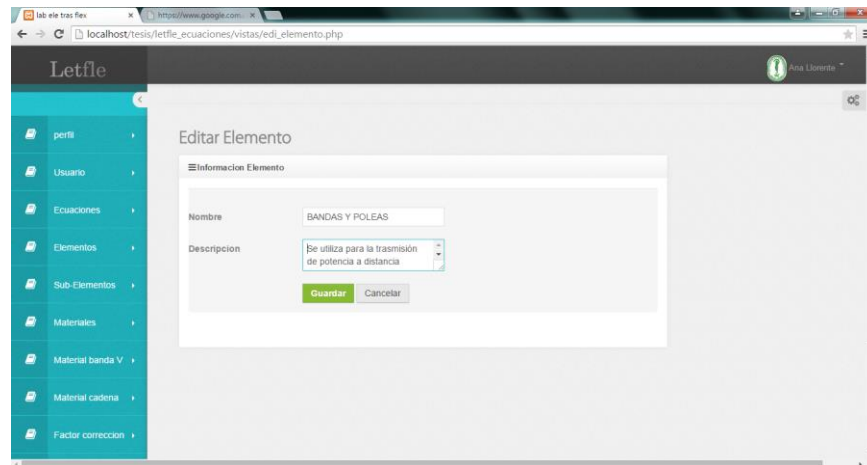 lab ele tras flex
https://www.google.com
localhost/tesis/letfle_ecuaciones/vistas/edi_elemento.php
Letfle
Ana Llorente
perfil
Usuario
Ecuaciones
Elementos
Sub-Elementos
Materiales
Material banda V
Material cadena
Factor correccion
Editar Elemento
Informacion Elemento
Nombre
BANDAS Y POLEAS
Descripcion
Se utiliza para la trasmisión
de potencia a distancia
Guardar
Cancelar